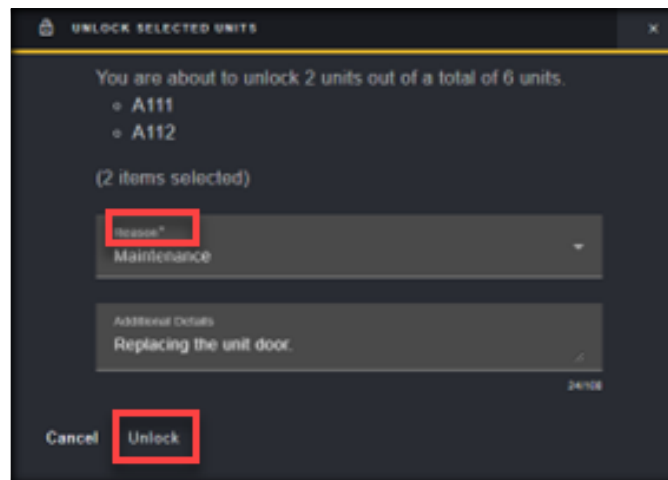 UNLOCK SELECTED UNITS ×
You are about to unlock 2 units out of a total of 6 units.
∘ A111
∘ A112
(2 items selected)
Reason*
Maintenance
Additional Details
Replacing the unit door.
24/100
Cancel Unlock